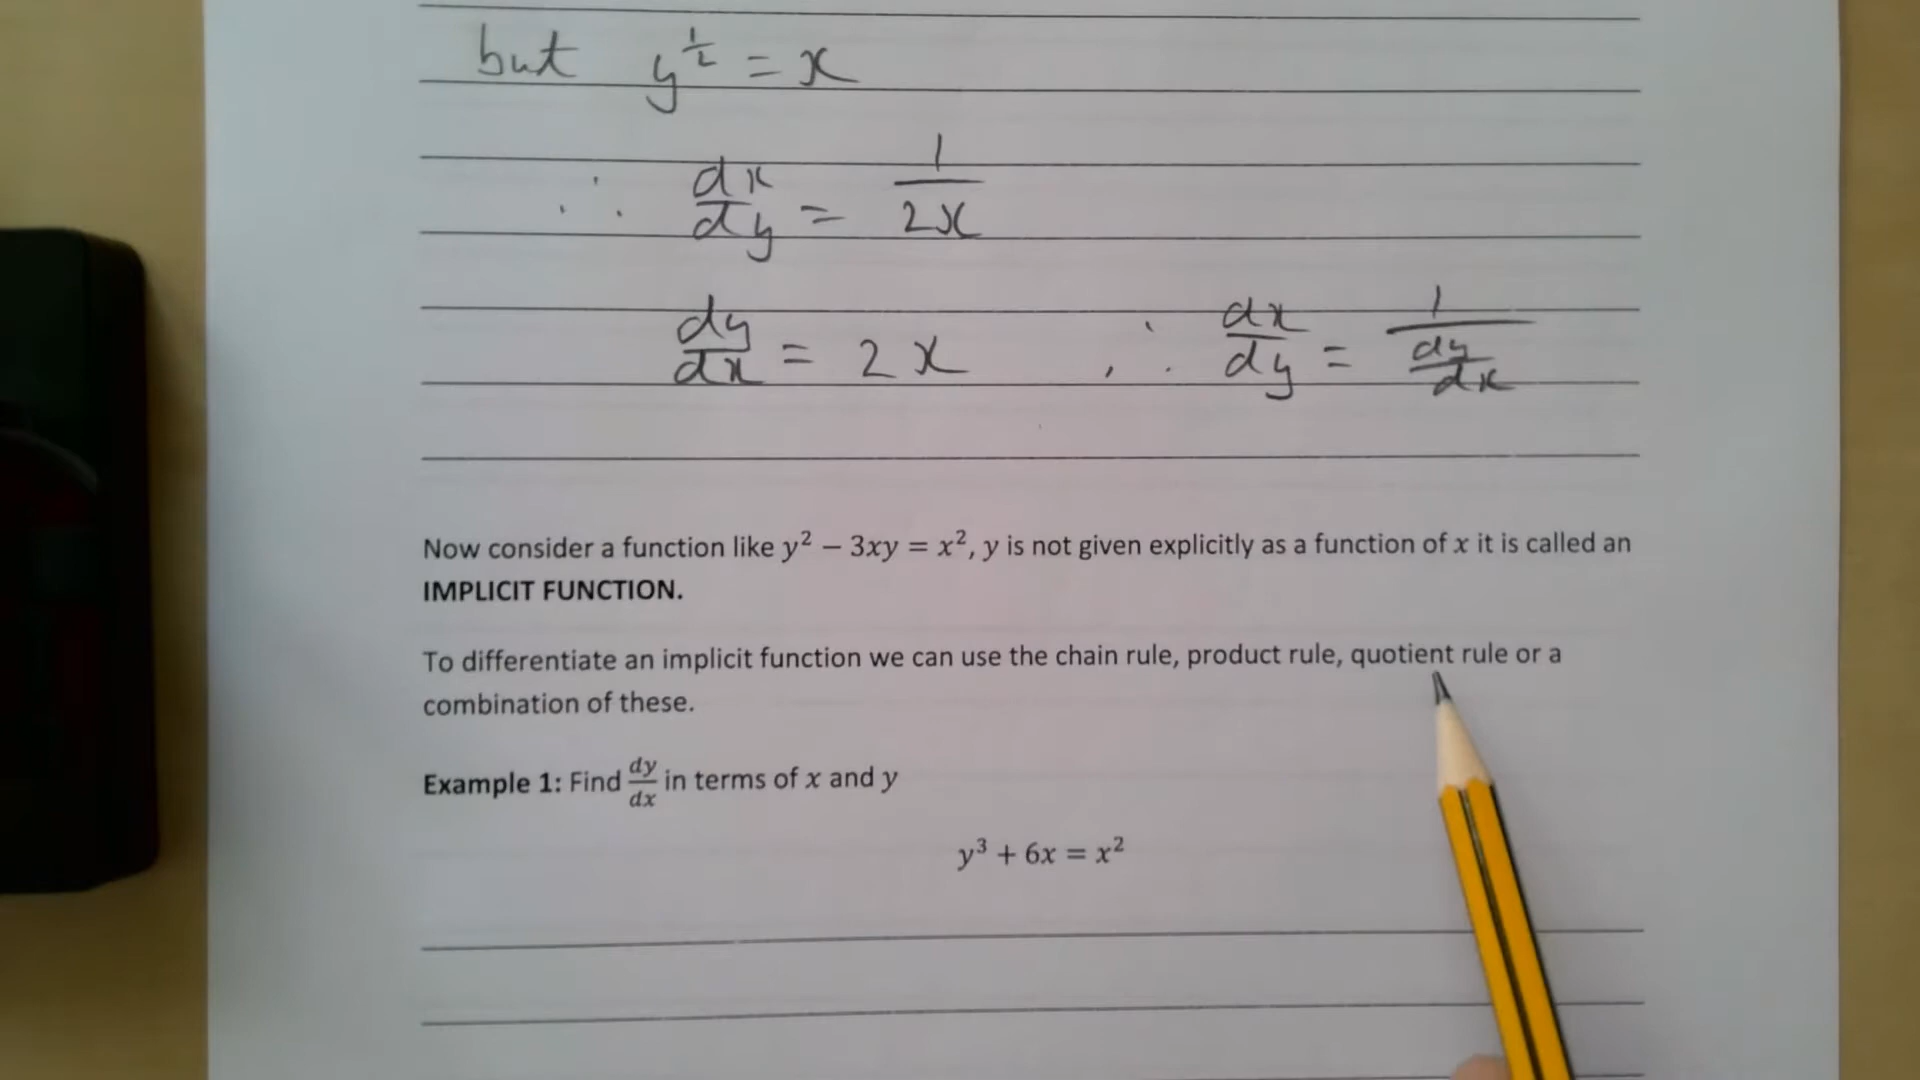 but y^½ = x
∴ dx/dy = 1/2x
dy/dx = 2x ∴ dx/dy = 1/(dy/dx)
Now consider a function like y² − 3xy = x², y is not given explicitly as a function of x it is called an
IMPLICIT FUNCTION.
To differentiate an implicit function we can use the chain rule, product rule, quotient rule or a
combination of these.
Example 1: Find dy/dx in terms of x and y
y³ + 6x = x²